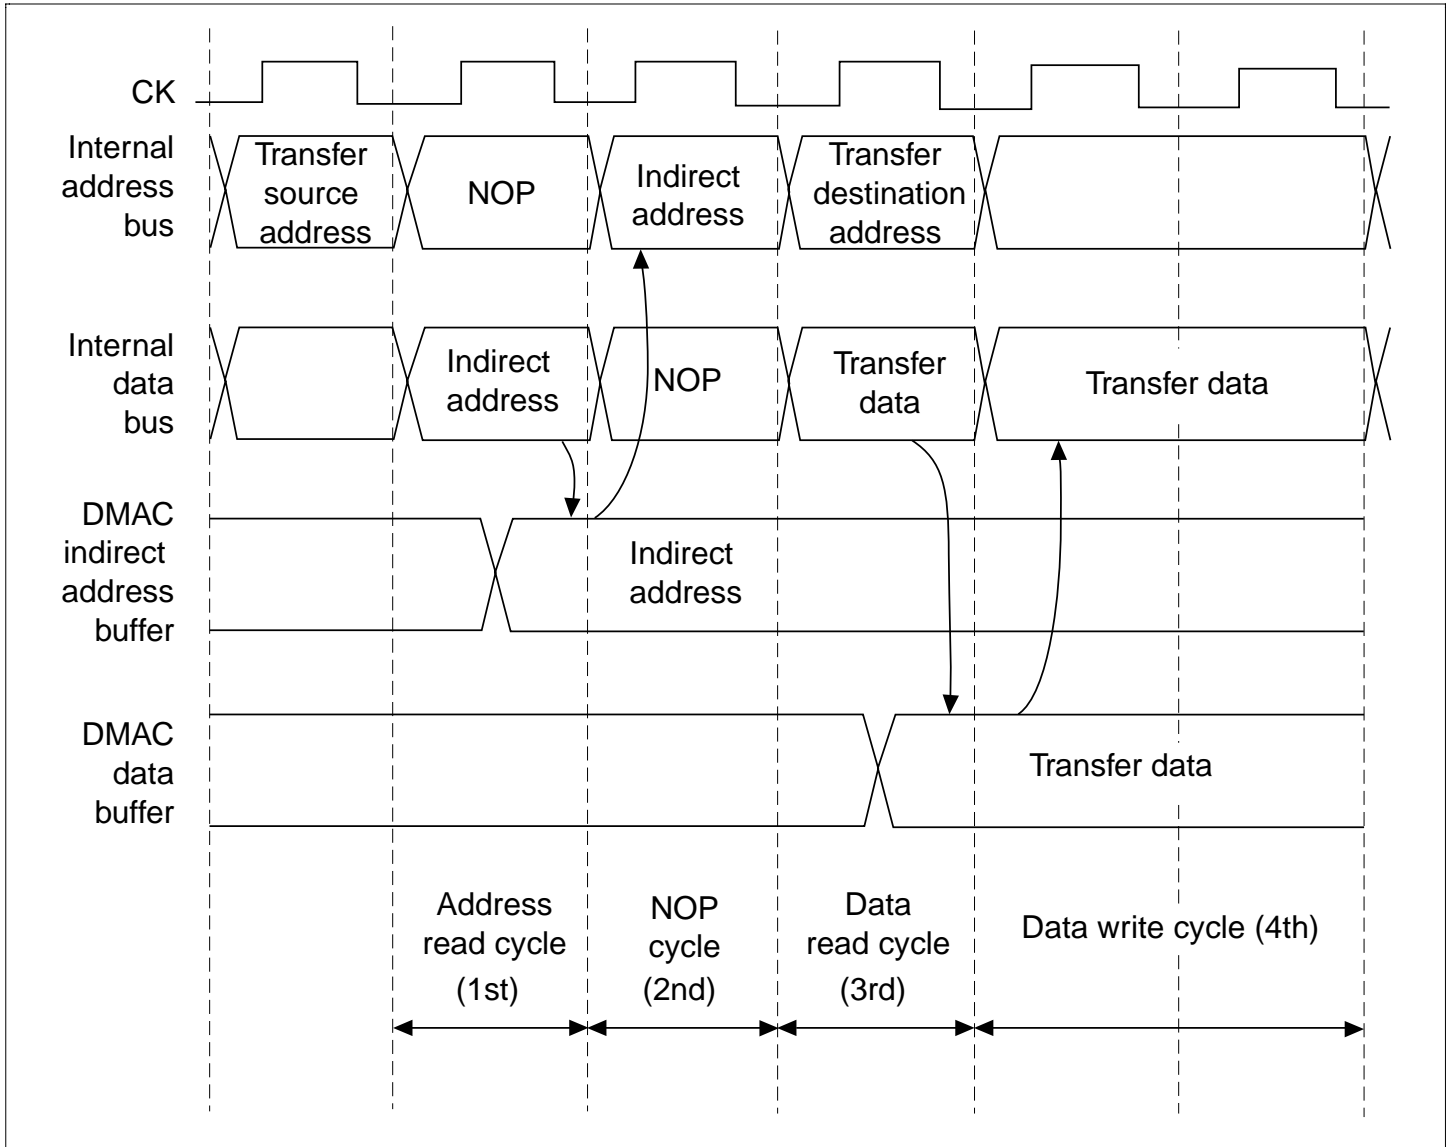 CK
Internal
address
bus
Transfer
source
address
NOP
Indirect
address
Transfer
destination
address
Internal
data
bus
Indirect
address
NOP
Transfer
data
Transfer data
DMAC
indirect
address
buffer
Indirect
address
DMAC
data
buffer
Transfer data
Address
read cycle
(1st)
NOP
cycle
(2nd)
Data
read cycle
(3rd)
Data write cycle (4th)